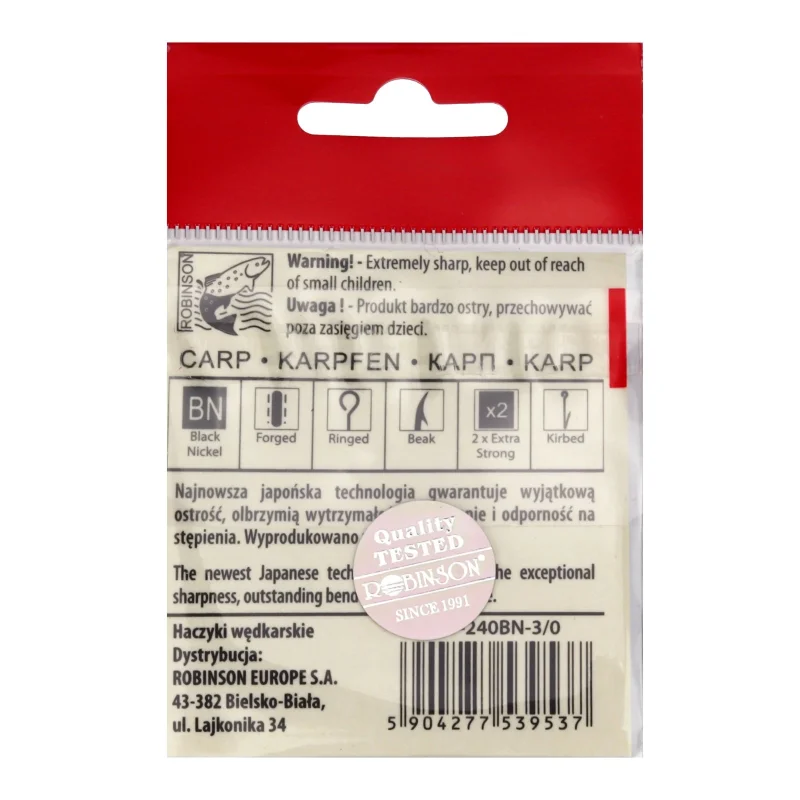 ROBINSON
Warning! - Extremely sharp, keep out of reach
of small children.
Uwaga ! - Produkt bardzo ostry, przechowywać
poza zasięgiem dzieci.
CARP · KARPFEN · КАРП · KARP
BN
Black
Nickel
Forged
Ringed
Beak
x2
2 x Extra
Strong
Kirbed
Najnowsza japońska technologia gwarantuje wyjątkową
ostrość, olbrzymią i odporność na
stępienia. Wyprodukowano
The newest Japanese the exceptional
sharpness, outstanding
Quality
TESTED
ROBINSON®
SINCE 1991
Haczyki wędkarskie
Dystrybucja:
ROBINSON EUROPE S.A.
43-382 Bielsko-Biała,
ul. Lajkonika 34
240BN-3/0
5 904277 539537